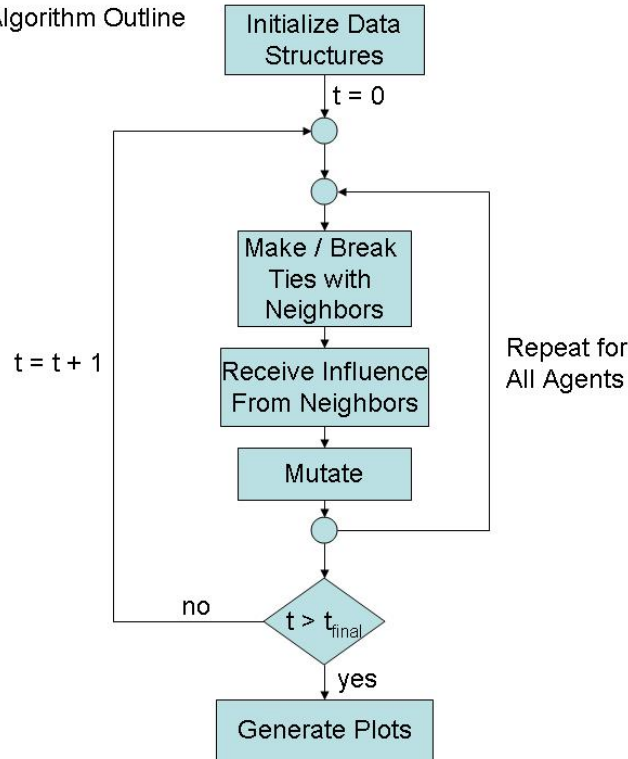 Algorithm Outline
Initialize Data
Structures
t = 0
Make / Break
Ties with
Neighbors
Receive Influence
From Neighbors
Mutate
Repeat for
All Agents
t = t + 1
no
t > t_final
yes
Generate Plots